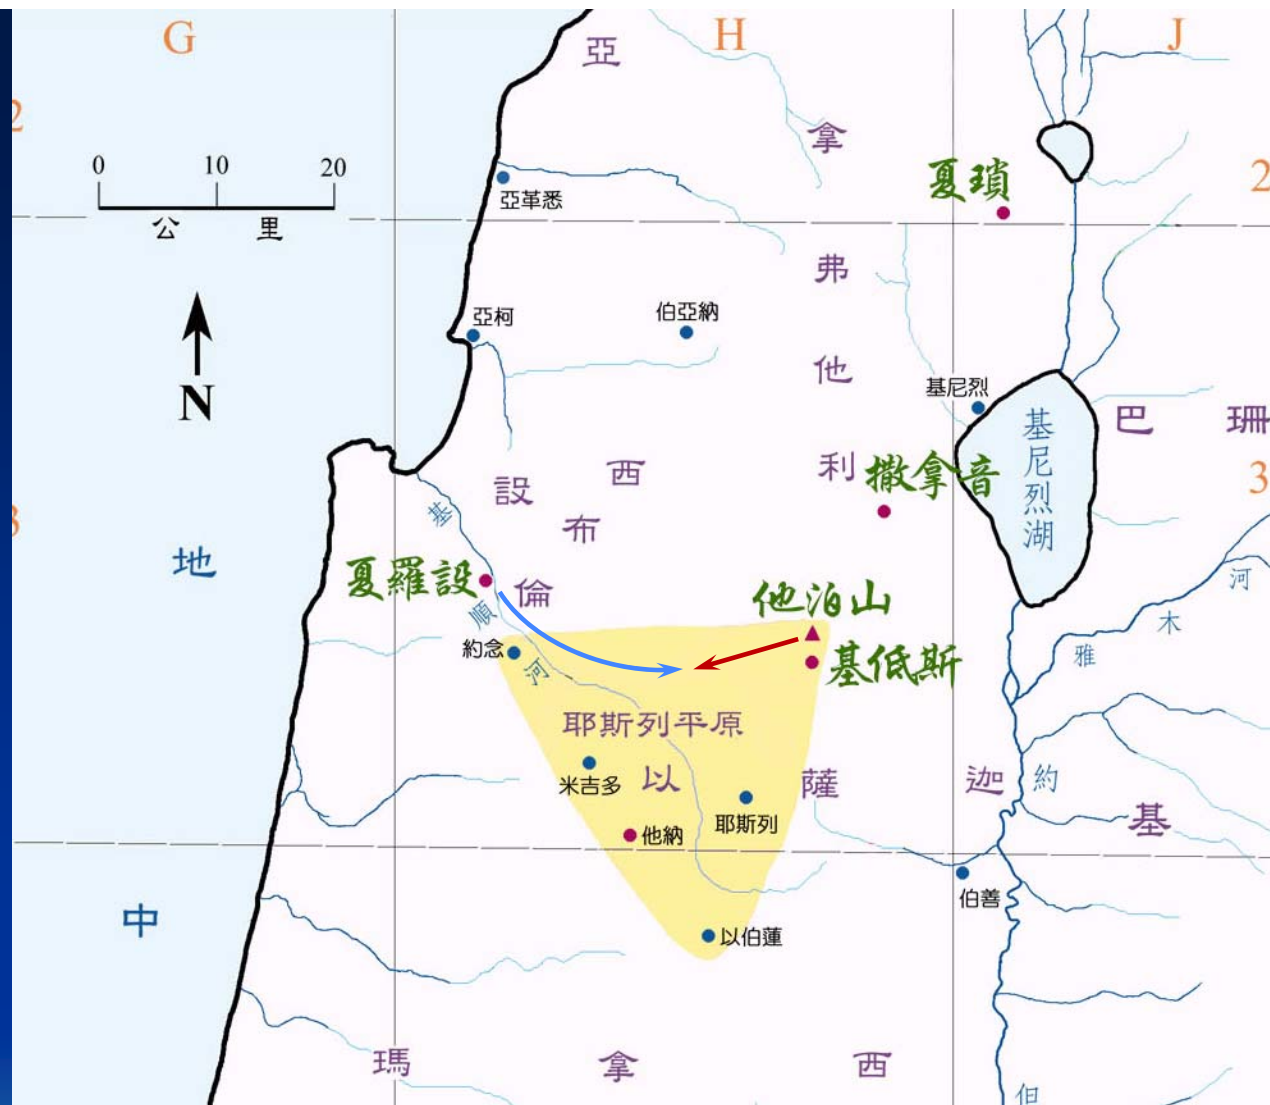 G
H
J
亞
2
0 10 20
公里
拿
夏瑣
2
亞革悉
弗
亞柯
伯亞納
N
他
基尼烈
巴珊
基尼烈湖
西
利
撒拿音
設
布
倫
3
3
地
基順河
夏羅設
他泊山
河
木
雅
約念
基低斯
耶斯列平原
米吉多
以薩迦
約
耶斯列
基
他納
伯善
中
以伯蓮
瑪拿西
但